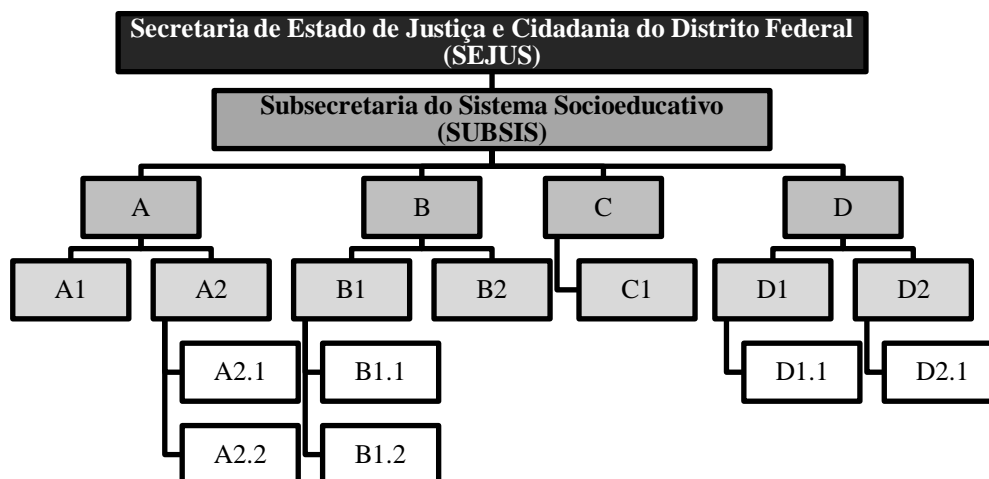 Secretaria de Estado de Justiça e Cidadania do Distrito Federal
(SEJUS)
Subsecretaria do Sistema Socioeducativo
(SUBSIS)
A
B
C
D
A1
A2
B1
B2
C1
D1
D2
A2.1
B1.1
D1.1
D2.1
A2.2
B1.2